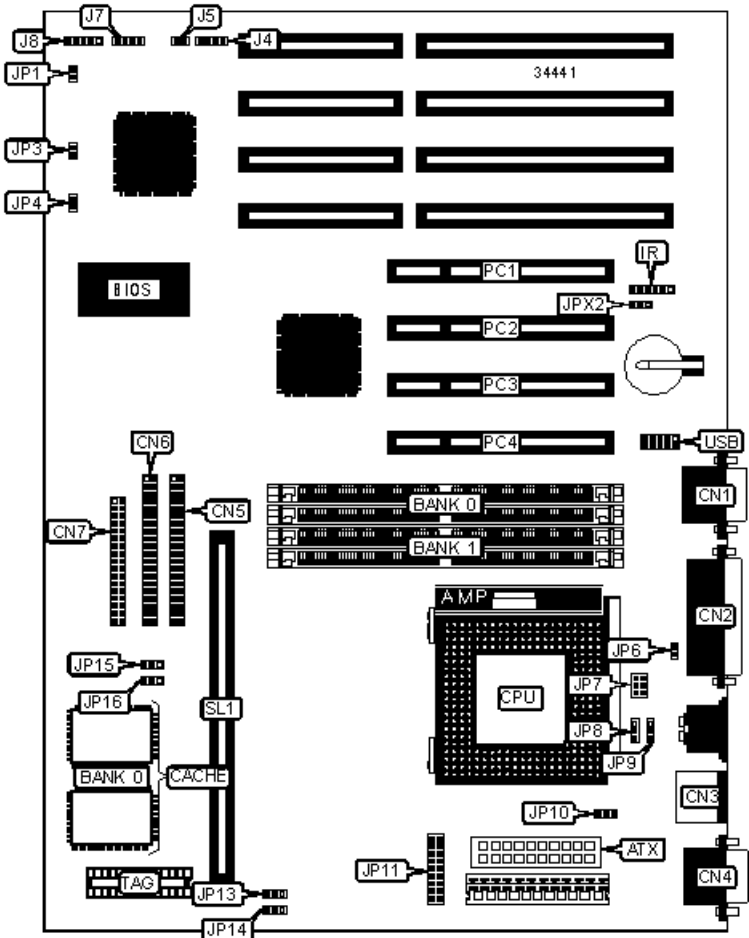 J7
J5
J8
J4
JP1
34441
JP3
JP4
IR
PC1
BIOS
JPX2
PC2
PC3
CN6
PC4
USB
CN5
BANK 0
CN1
CN7
BANK 1
AMP
CN2
JP6
JP15
CPU
JP7
JP16
SL1
JP8
BANK 0
CACHE
JP9
CN3
JP10
ATX
JP11
TAG
CN4
JP13
JP14